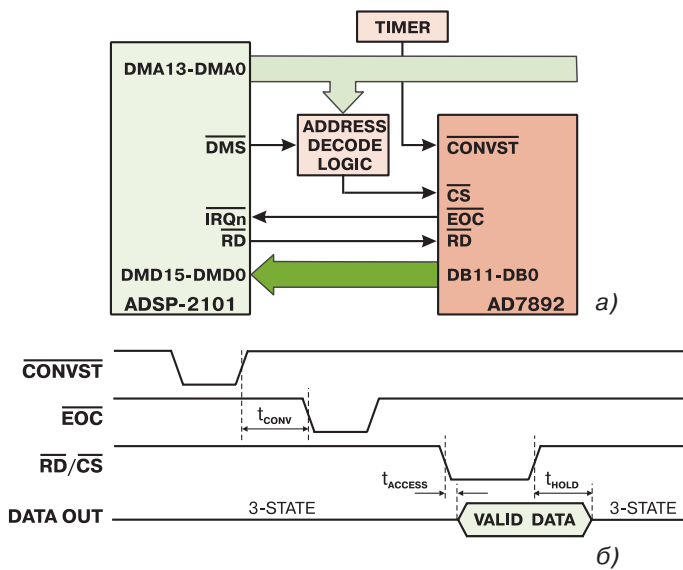 TIMER
DMA13-DMA0
DMS
ADDRESS
DECODE
LOGIC
CONVST
CS
IRQn
EOC
RD
RD
DMD15-DMD0
DB11-DB0
ADSP-2101
AD7892
а)
CONVST
tCONV
EOC
RD/CS
tACCESS
tHOLD
3-STATE
3-STATE
DATA OUT
VALID DATA
б)